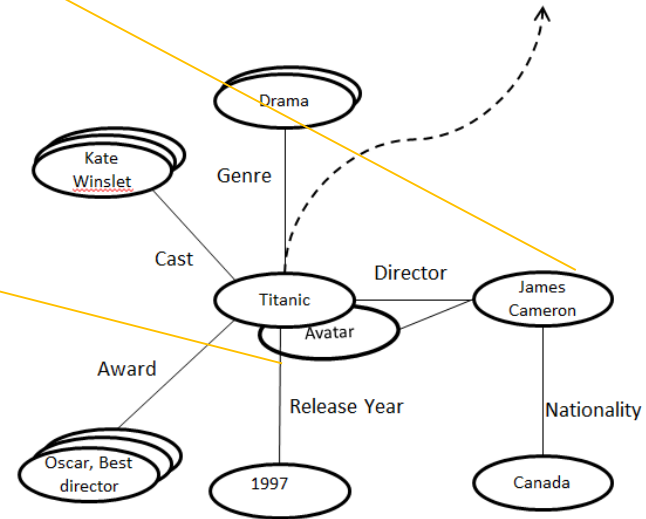 Drama
Kate
Winslet
Genre
Cast
Director
Titanic
James
Cameron
Avatar
Award
Release Year
Nationality
Oscar, Best
director
1997
Canada